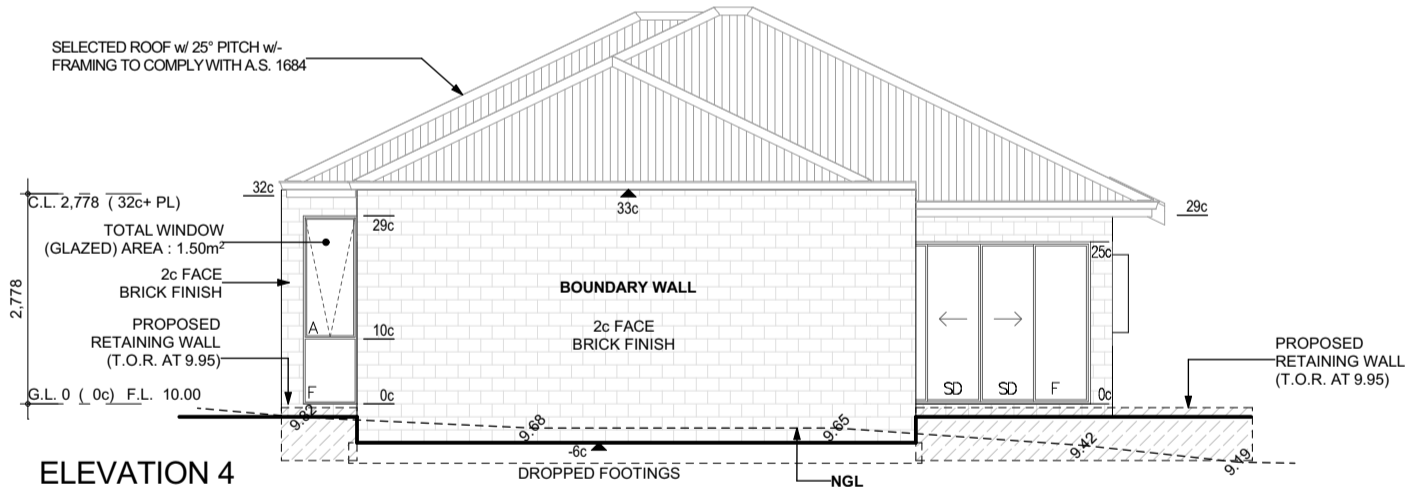 SELECTED ROOF w/ 25° PITCH w/-
FRAMING TO COMPLY WITH A.S. 1684
32c
C.L. 2,778 ( 32c+ PL)
33c
29c
29c
TOTAL WINDOW
(GLAZED) AREA : 1.50m²
25c
2c FACE
BRICK FINISH
BOUNDARY WALL
2,778
PROPOSED
RETAINING WALL
(T.O.R. AT 9.95)
A
10c
2c FACE
BRICK FINISH
PROPOSED
RETAINING WALL
(T.O.R. AT 9.95)
G.L. 0 ( 0c) F.L. 10.00
F
0c
SD
SD
F
0c
9.82
9.68
9.65
9.42
9.19
-6c
ELEVATION 4
DROPPED FOOTINGS
NGL